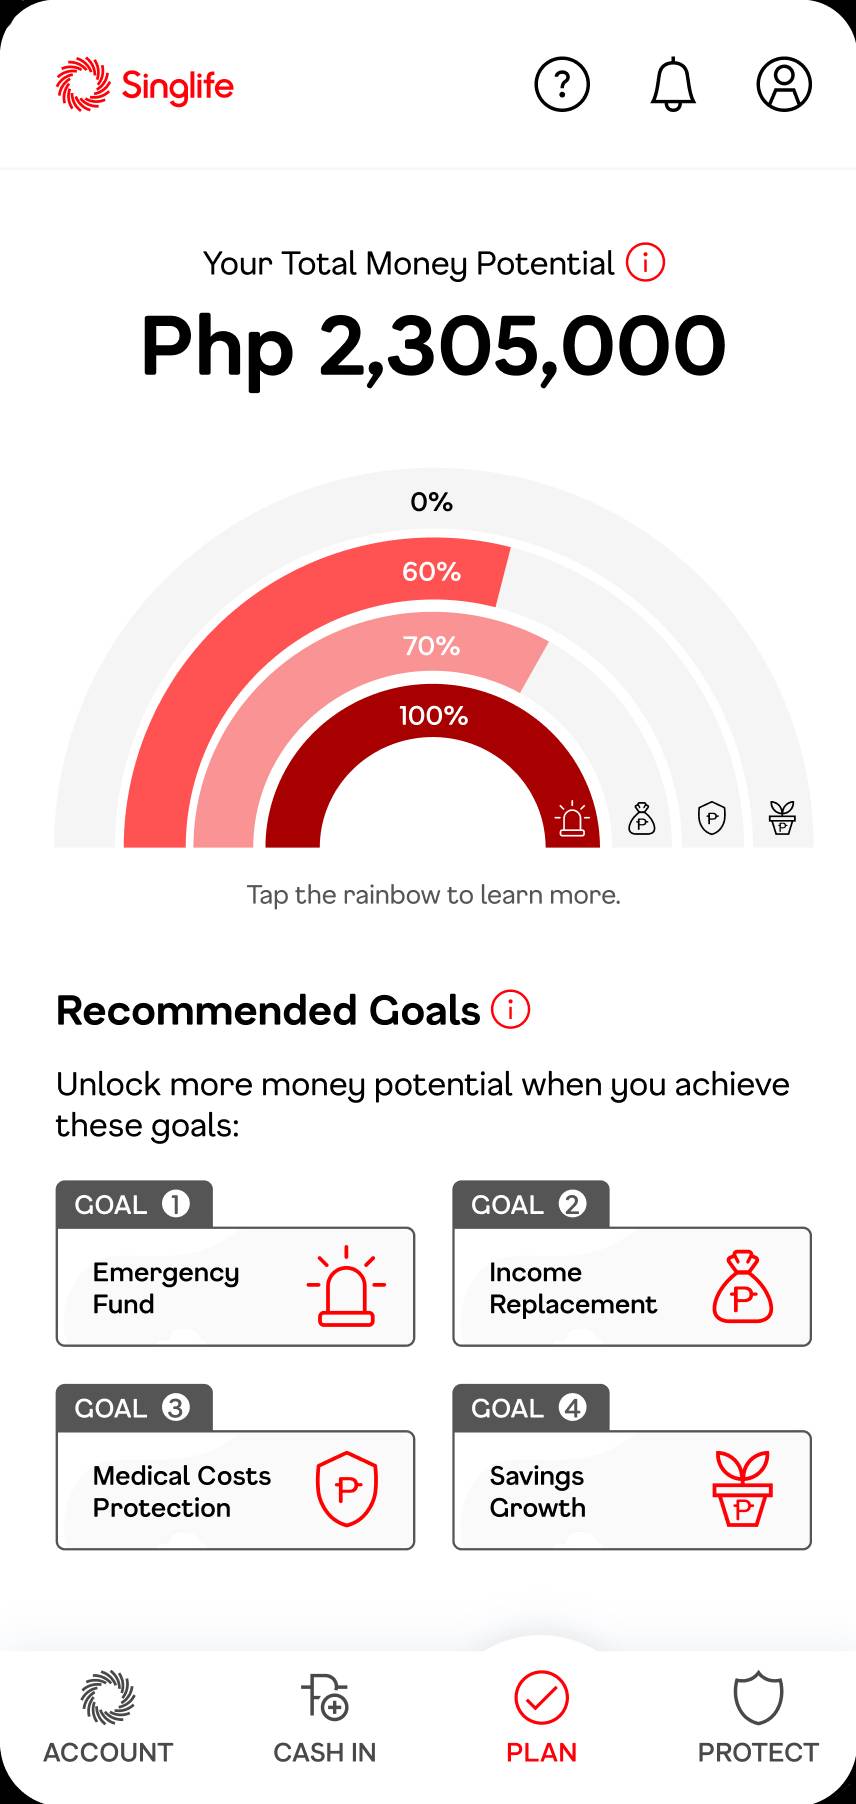 Singlife
?
Your Total Money Potential i
Php 2,305,000
0%
60%
70%
100%
Tap the rainbow to learn more.
Recommended Goals i
Unlock more money potential when you achieve
these goals:
GOAL 1
Emergency
Fund
GOAL 2
Income
Replacement
GOAL 3
Medical Costs
Protection
GOAL 4
Savings
Growth
ACCOUNT
CASH IN
PLAN
PROTECT